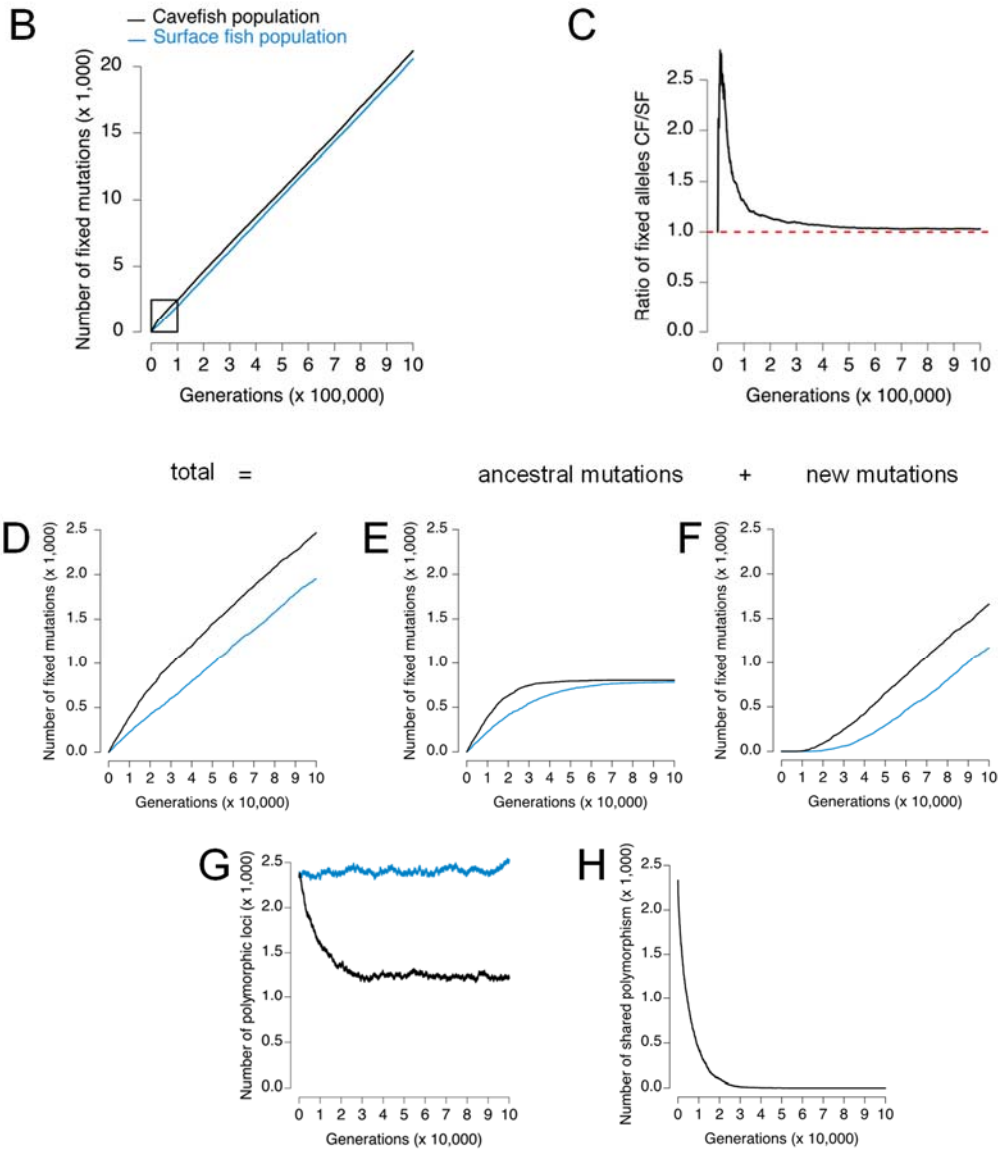 B
Cavefish population
Surface fish population
Number of fixed mutations (x 1,000)
20
15
10
5
0
0 1 2 3 4 5 6 7 8 9 10
Generations (x 100,000)
C
Ratio of fixed alleles CF/SF
2.5
2.0
1.5
1.0
0.5
0.0
0 1 2 3 4 5 6 7 8 9 10
Generations (x 100,000)
total = ancestral mutations + new mutations
D
Number of fixed mutations (x 1,000)
2.5
2.0
1.5
1.0
0.5
0.0
0 1 2 3 4 5 6 7 8 9 10
Generations (x 10,000)
E
Number of fixed mutations (x 1,000)
2.5
2.0
1.5
1.0
0.5
0.0
0 1 2 3 4 5 6 7 8 9 10
Generations (x 10,000)
F
Number of fixed mutations (x 1,000)
2.5
2.0
1.5
1.0
0.5
0.0
0 1 2 3 4 5 6 7 8 9 10
Generations (x 10,000)
G
Number of polymorphic loci (x 1,000)
2.5
2.0
1.5
1.0
0.5
0.0
0 1 2 3 4 5 6 7 8 9 10
Generations (x 10,000)
H
Number of shared polymorphism (x 1,000)
2.5
2.0
1.5
1.0
0.5
0.0
0 1 2 3 4 5 6 7 8 9 10
Generations (x 10,000)